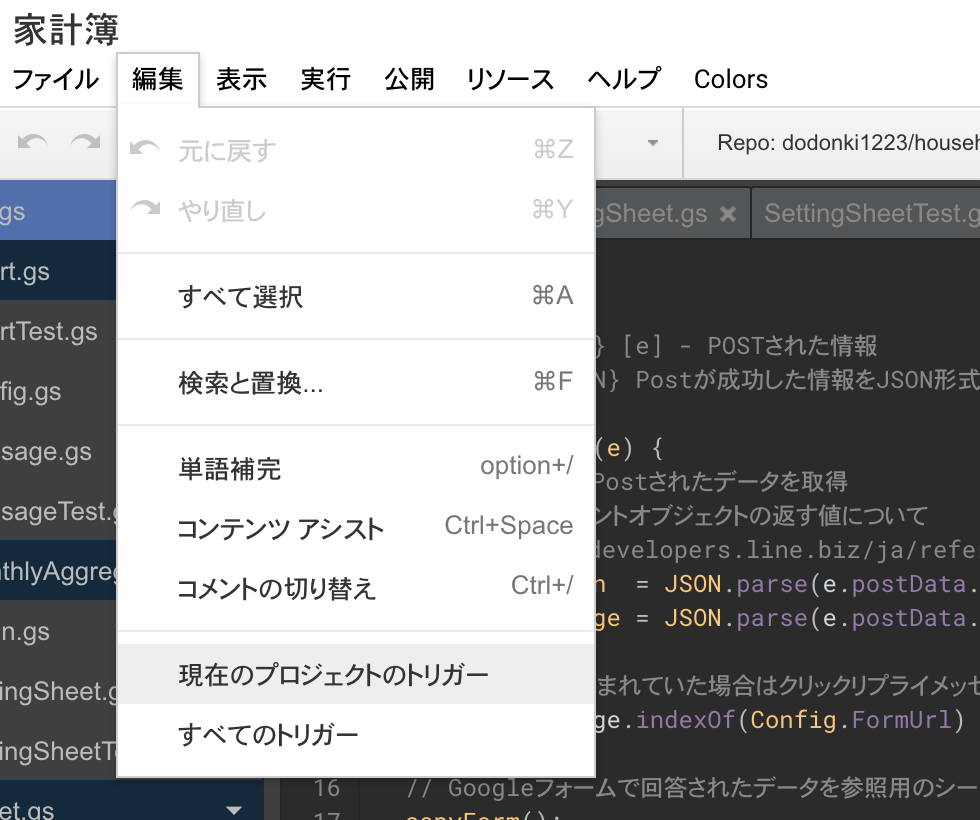 家計簿
ファイル 編集 表示 実行 公開 リソース ヘルプ Colors
元に戻す ⌘Z
やり直し ⌘Y
すべて選択 ⌘A
検索と置換... ⌘F
単語補完 option+/
コンテンツ アシスト Ctrl+Space
コメントの切り替え Ctrl+/
現在のプロジェクトのトリガー
すべてのトリガー
Repo: dodonki1223/househ
gs
rt.gs
rtTest.gs
fig.gs
sage.gs
sageTest.g
nthlyAggreg
n.gs
ingSheet.g
ingSheetTe
et.gs
gSheet.gs × SettingSheetTest.g
} [e] - POSTされた情報
N} Postが成功した情報をJSON形式
(e) {
Postされたデータを取得
ントオブジェクトの返す値について
developers.line.biz/ja/refe
n = JSON.parse(e.postData.
ge = JSON.parse(e.postData.
まれていた場合はクリックリプライメッセ
ge.indexOf(Config.FormUrl)
16 // Googleフォームで回答されたデータを参照用のシー
17 copyForm();